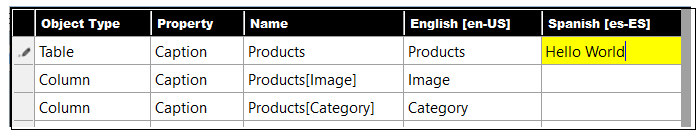 Object Type Property Name English [en-US] Spanish [es-ES]
Table Caption Products Products Hello World
Column Caption Products[Image] Image
Column Caption Products[Category] Category